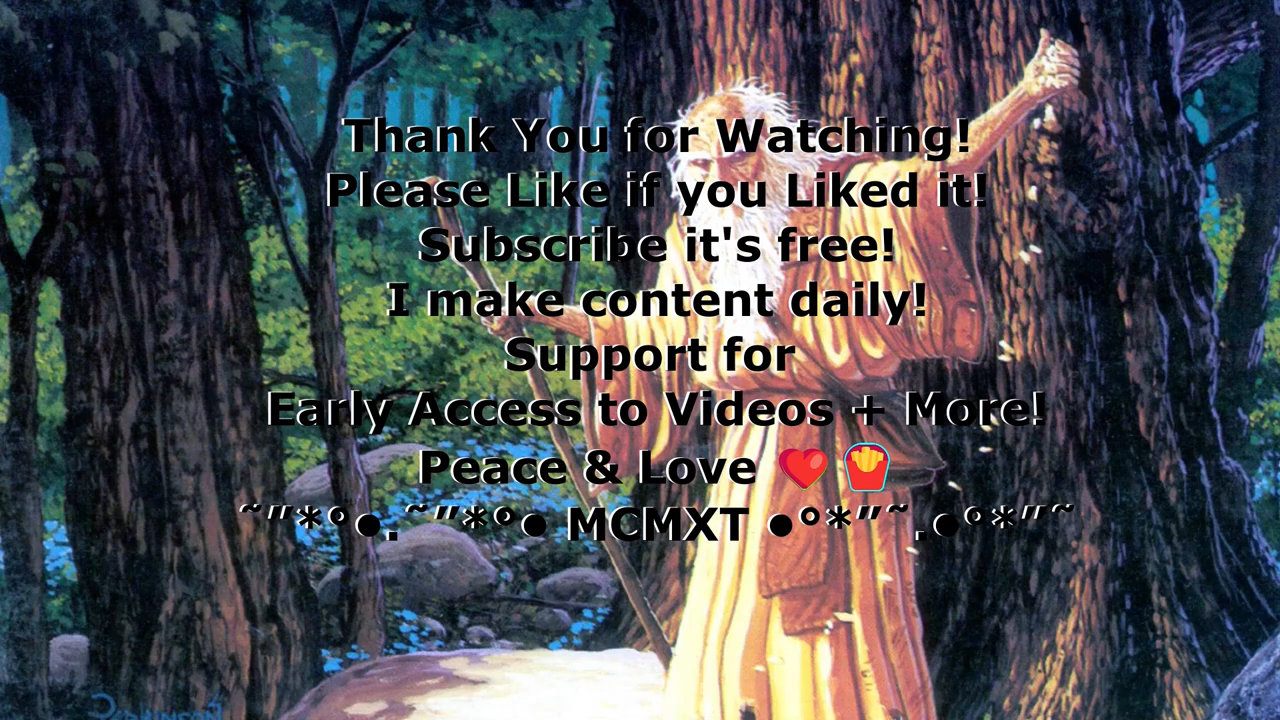 Thank You for Watching!
Please Like if you Liked it!
Subscribe it's free!
I make content daily!
Support for
Early Access to Videos + More!
Peace & Love ❤️🍟
˜”*°●.˜”*°● MCMXT ●°*”˜.●°*”˜